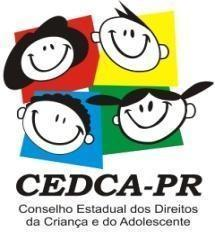 CEDCA-PR
Conselho Estadual dos Direitos
da Criança e do Adolescente